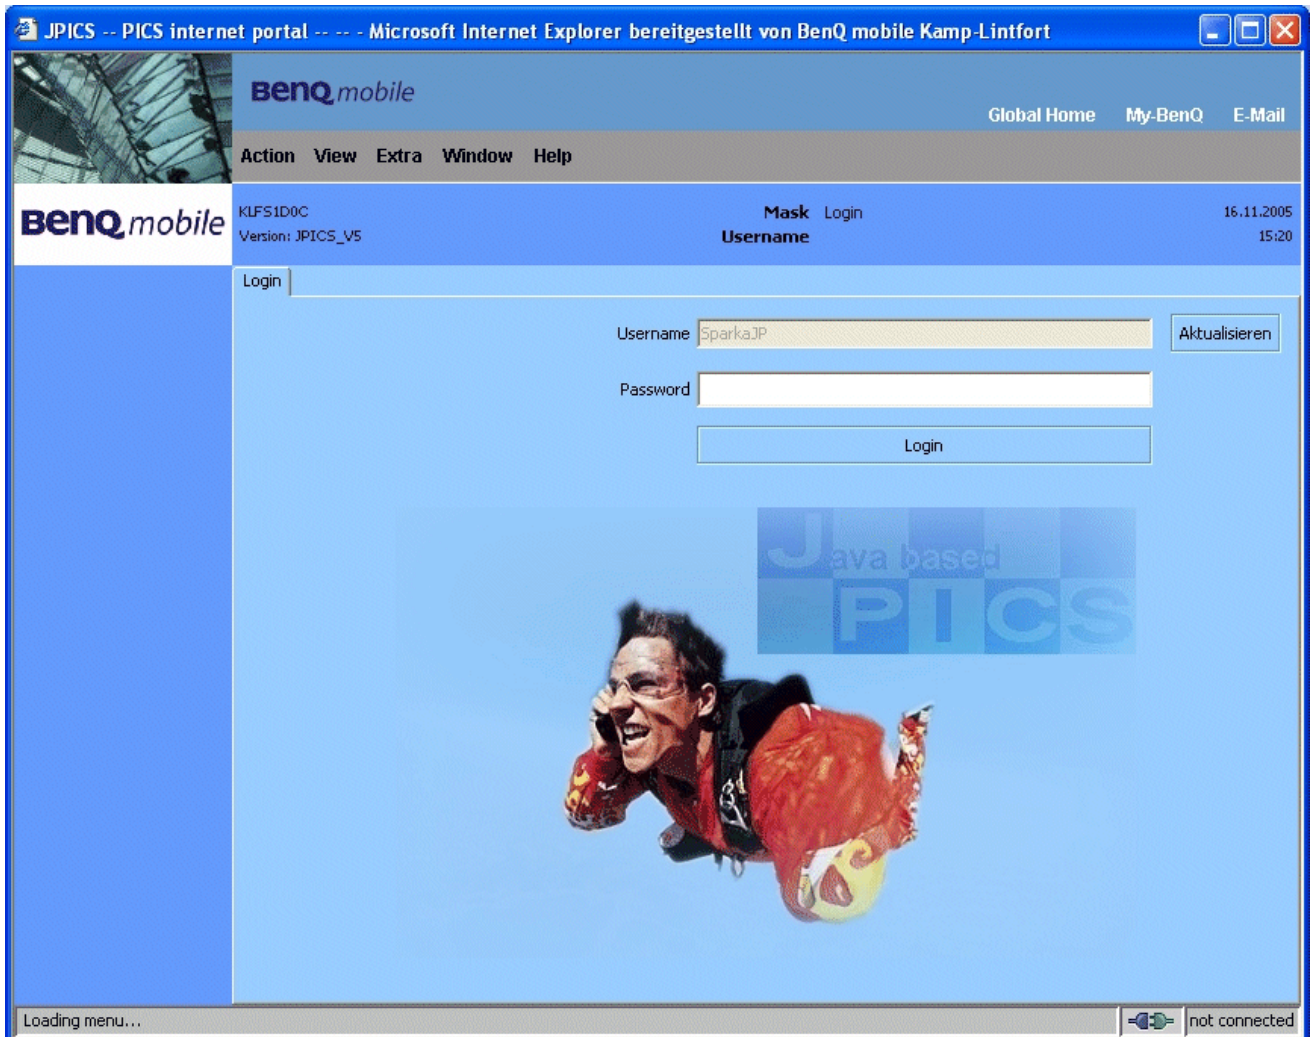 JPICS -- PICS internet portal -- -- - Microsoft Internet Explorer bereitgestellt von BenQ mobile Kamp-Lintfort
BenQ mobile
Global Home My-BenQ E-Mail
Action View Extra Window Help
BenQ mobile
KLFS1D0C
Version: JPICS_V5
Mask Login
Username
16.11.2005
15:20
Login
Username SparkaJP Aktualisieren
Password
Login
Java based
PICS
Loading menu...
not connected